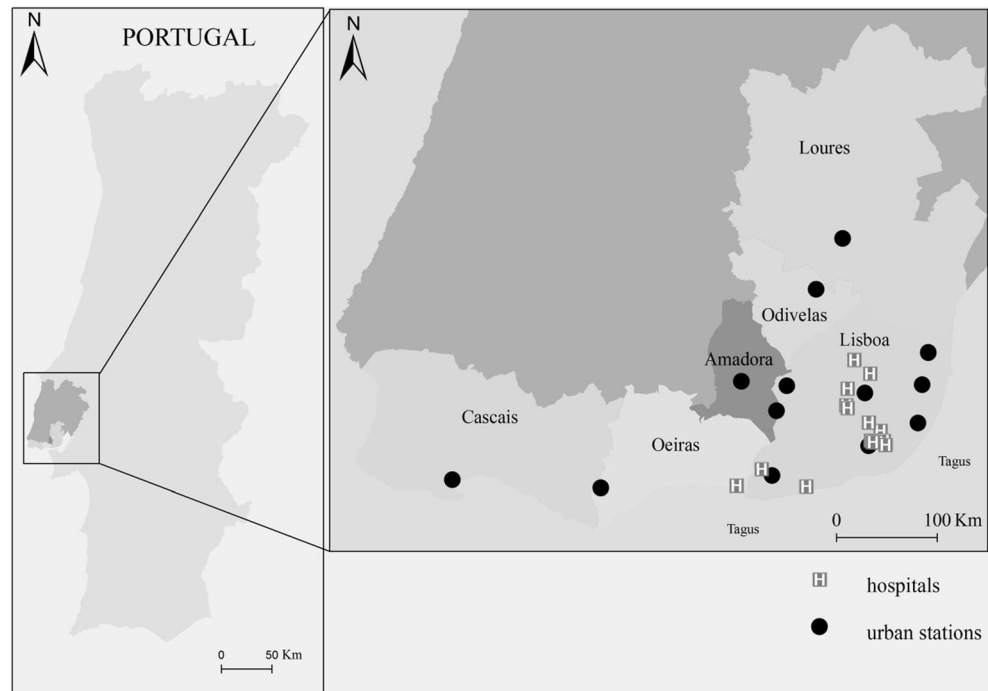 N
PORTUGAL
0 50 Km
N
Loures
Odivelas
Lisboa
Amadora
Cascais
Oeiras
Tagus
Tagus
0 100 Km
H
H
H
H
H
H
H
H
H
H
H
H
H hospitals
urban stations